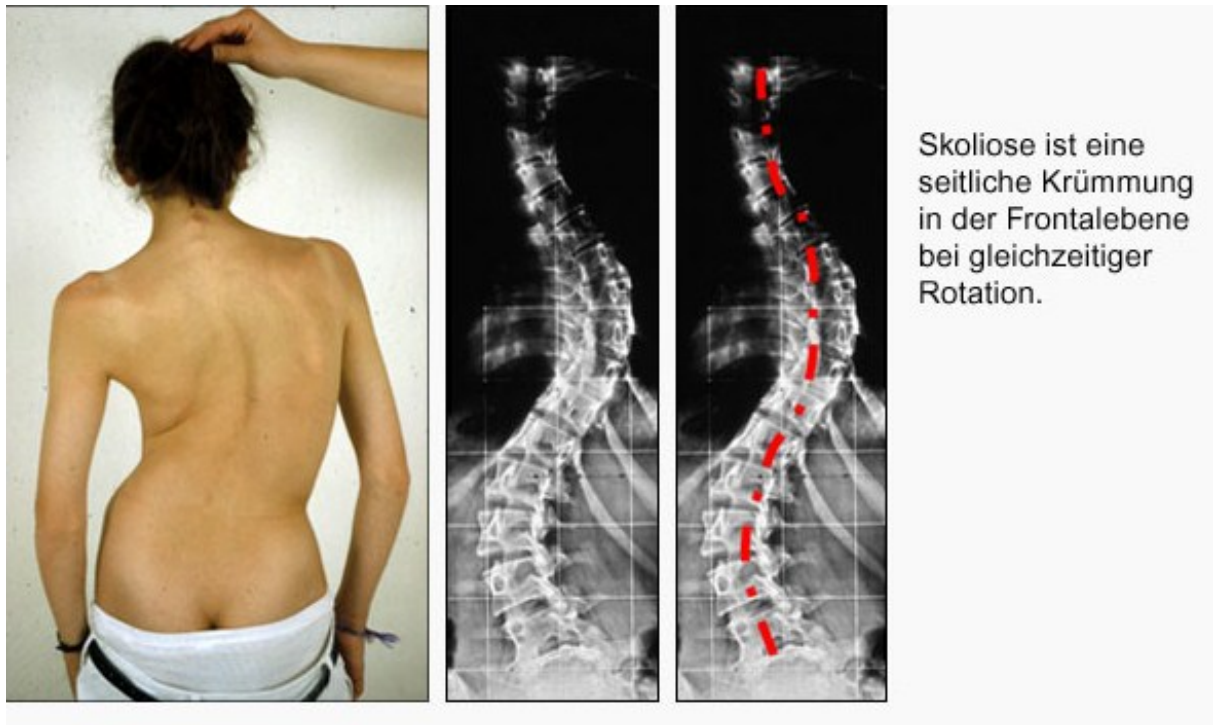 Skoliose ist eine
seitliche Krümmung
in der Frontalebene
bei gleichzeitiger
Rotation.